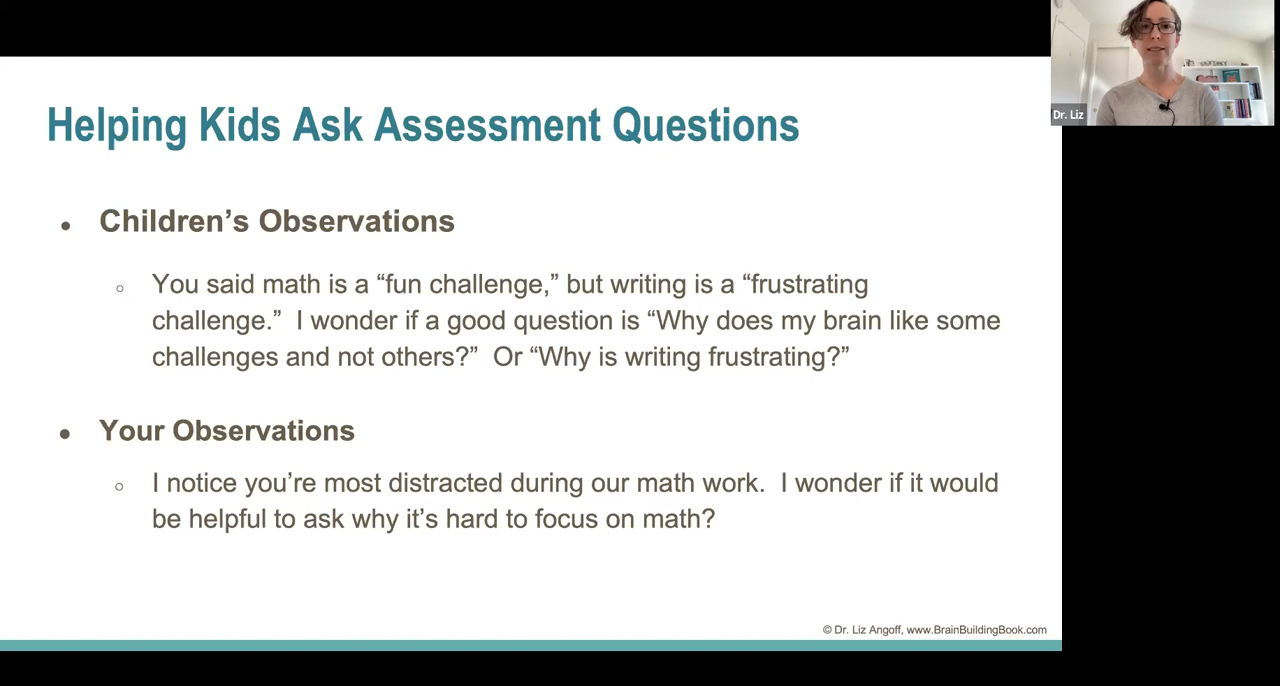 Helping Kids Ask Assessment Questions
Dr. Liz
• Children’s Observations
○ You said math is a “fun challenge,” but writing is a “frustrating
challenge.”  I wonder if a good question is “Why does my brain like some
challenges and not others?”  Or “Why is writing frustrating?”
• Your Observations
○ I notice you’re most distracted during our math work.  I wonder if it would
be helpful to ask why it’s hard to focus on math?
© Dr. Liz Angoff, www.BrainBuildingBook.com